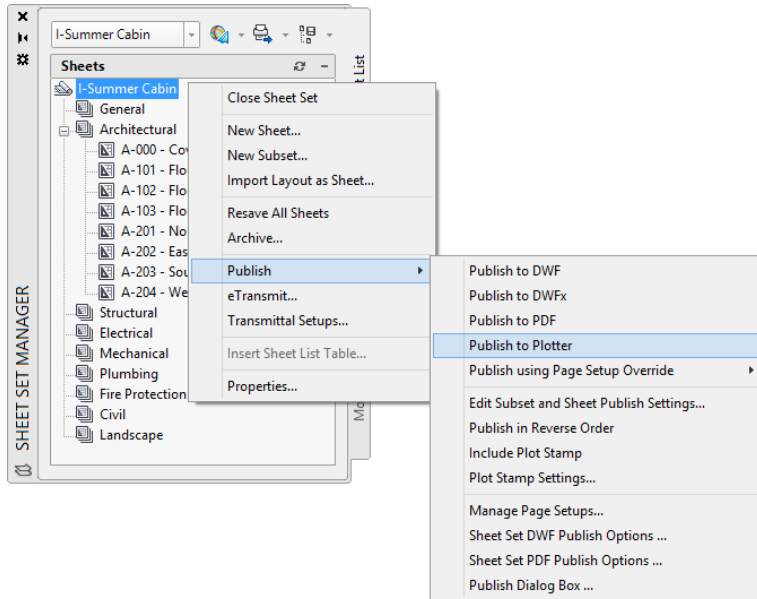 I-Summer Cabin
Sheets
I-Summer Cabin
General
Architectural
A-000 - Cov
A-101 - Flo
A-102 - Flo
A-103 - Flo
A-201 - No
A-202 - Eas
A-203 - Sou
A-204 - We
Structural
Electrical
Mechanical
Plumbing
Fire Protection
Civil
Landscape
SHEET SET MANAGER
t List
Mo
Close Sheet Set
New Sheet...
New Subset...
Import Layout as Sheet...
Resave All Sheets
Archive...
Publish
eTransmit...
Transmittal Setups...
Insert Sheet List Table...
Properties...
Publish to DWF
Publish to DWFx
Publish to PDF
Publish to Plotter
Publish using Page Setup Override
Edit Subset and Sheet Publish Settings...
Publish in Reverse Order
Include Plot Stamp
Plot Stamp Settings...
Manage Page Setups...
Sheet Set DWF Publish Options ...
Sheet Set PDF Publish Options ...
Publish Dialog Box ...